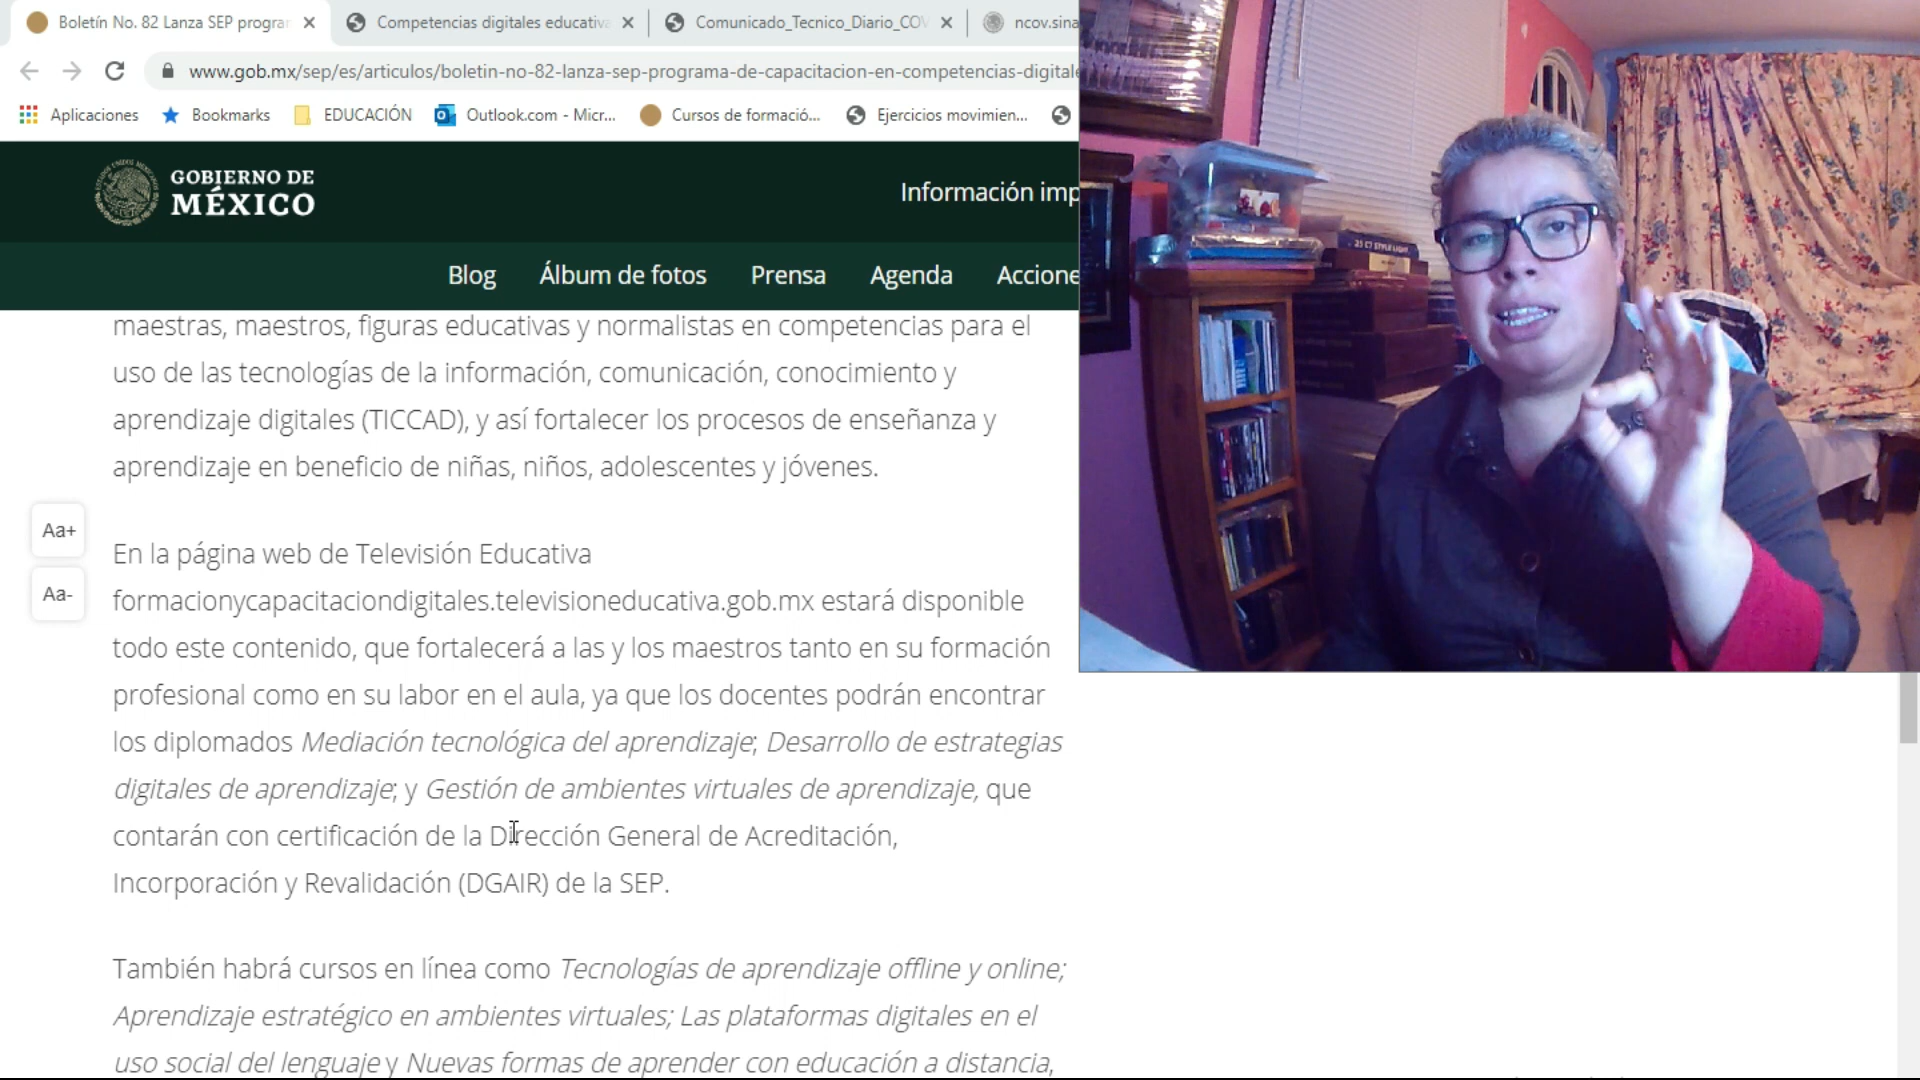 Boletín No. 82 Lanza SEP progra
Competencias digitales educativa
Comunicado_Tecnico_Diario_COV
ncov.sina
www.gob.mx/sep/es/articulos/boletin-no-82-lanza-sep-programa-de-capacitacion-en-competencias-digitale
Aplicaciones
Bookmarks
EDUCACIÓN
Outlook.com - Micr...
Cursos de formació...
Ejercicios movimien...
GOBIERNO DE
MÉXICO
Información imp
Blog Álbum de fotos Prensa Agenda Accione
maestras, maestros, figuras educativas y normalistas en competencias para el
uso de las tecnologías de la información, comunicación, conocimiento y
aprendizaje digitales (TICCAD), y así fortalecer los procesos de enseñanza y
aprendizaje en beneficio de niñas, niños, adolescentes y jóvenes.
Aa+
Aa-
En la página web de Televisión Educativa
formacionycapacitaciondigitales.televisioneducativa.gob.mx estará disponible
todo este contenido, que fortalecerá a las y los maestros tanto en su formación
profesional como en su labor en el aula, ya que los docentes podrán encontrar
los diplomados Mediación tecnológica del aprendizaje; Desarrollo de estrategias
digitales de aprendizaje; y Gestión de ambientes virtuales de aprendizaje, que
contarán con certificación de la Dirección General de Acreditación,
Incorporación y Revalidación (DGAIR) de la SEP.
También habrá cursos en línea como Tecnologías de aprendizaje offline y online;
Aprendizaje estratégico en ambientes virtuales; Las plataformas digitales en el
uso social del lenguaje y Nuevas formas de aprender con educación a distancia,
25 C7 STYLE LIGHT